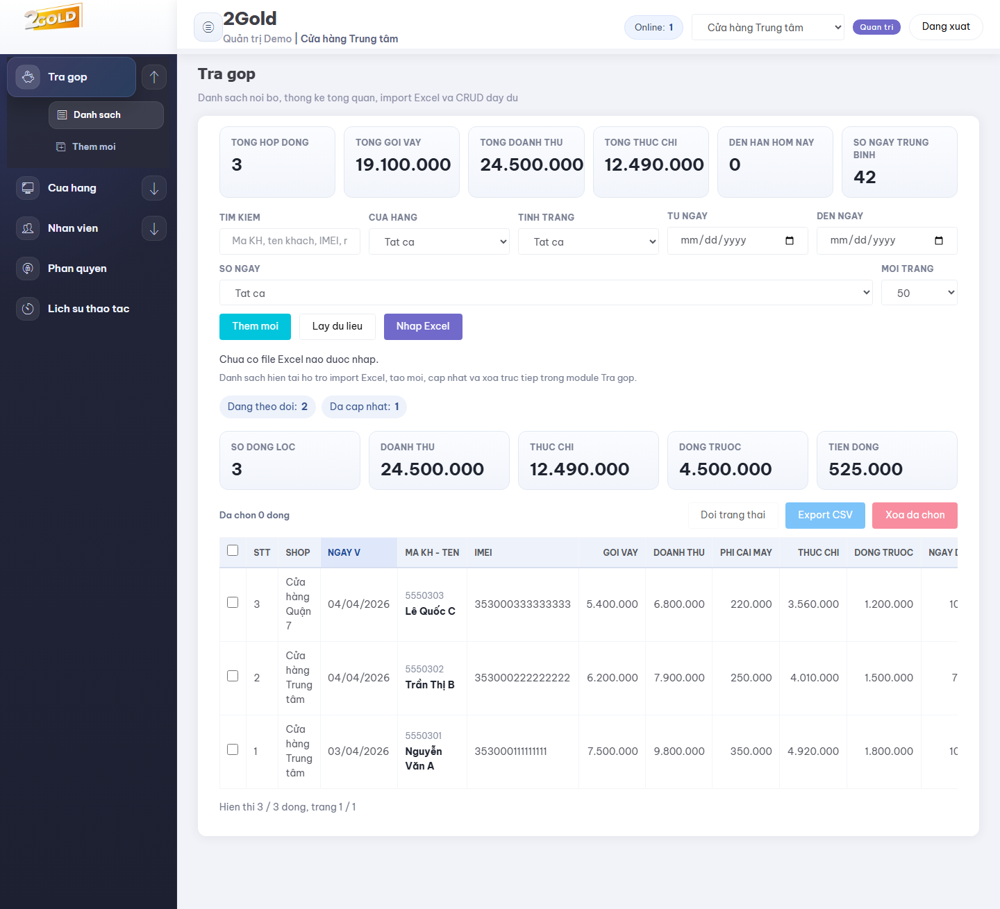 2GOLD
2Gold
Quản trị Demo | Cửa hàng Trung tâm
Online: 1
Cửa hàng Trung tâm
Quan tri
Dang xuat
Tra gop
Danh sach
Them moi
Cua hang
Nhan vien
Phan quyen
Lich su thao tac
Tra gop
Danh sach noi bo, thong ke tong quan, import Excel va CRUD day du
TONG HOP DONG
3
TONG GOI VAY
19.100.000
TONG DOANH THU
24.500.000
TONG THUC CHI
12.490.000
DEN HAN HOM NAY
0
SO NGAY TRUNG
BINH
42
TIM KIEM
Ma KH, ten khach, IMEI, r
CUA HANG
Tat ca
TINH TRANG
Tat ca
TU NGAY
mm/dd/yyyy
DEN NGAY
mm/dd/yyyy
SO NGAY
Tat ca
MOI TRANG
50
Them moi
Lay du lieu
Nhap Excel
Chua co file Excel nao duoc nhap.
Danh sach hien tai ho tro import Excel, tao moi, cap nhat va xoa truc tiep trong module Tra gop.
Dang theo doi: 2
Da cap nhat: 1
SO DONG LOC
3
DOANH THU
24.500.000
THUC CHI
12.490.000
DONG TRUOC
4.500.000
TIEN DONG
525.000
Da chon 0 dong
Doi trang thai
Export CSV
Xoa da chon
STT SHOP NGAY V MA KH - TEN IMEI GOI VAY DOANH THU PHI CAI MAY THUC CHI DONG TRUOC NGAY
3
Cửa
hàng
Quận
7
04/04/2026
5550303
Lê Quốc C
353000333333333 5.400.000 6.800.000 220.000 3.560.000 1.200.000 10
2
Cửa
hàng
Trung
tâm
04/04/2026
5550302
Trần Thị B
353000222222222 6.200.000 7.900.000 250.000 4.010.000 1.500.000 7
1
Cửa
hàng
Trung
tâm
03/04/2026
5550301
Nguyễn
Văn A
353000111111111 7.500.000 9.800.000 350.000 4.920.000 1.800.000 10
Hien thi 3 / 3 dong, trang 1 / 1